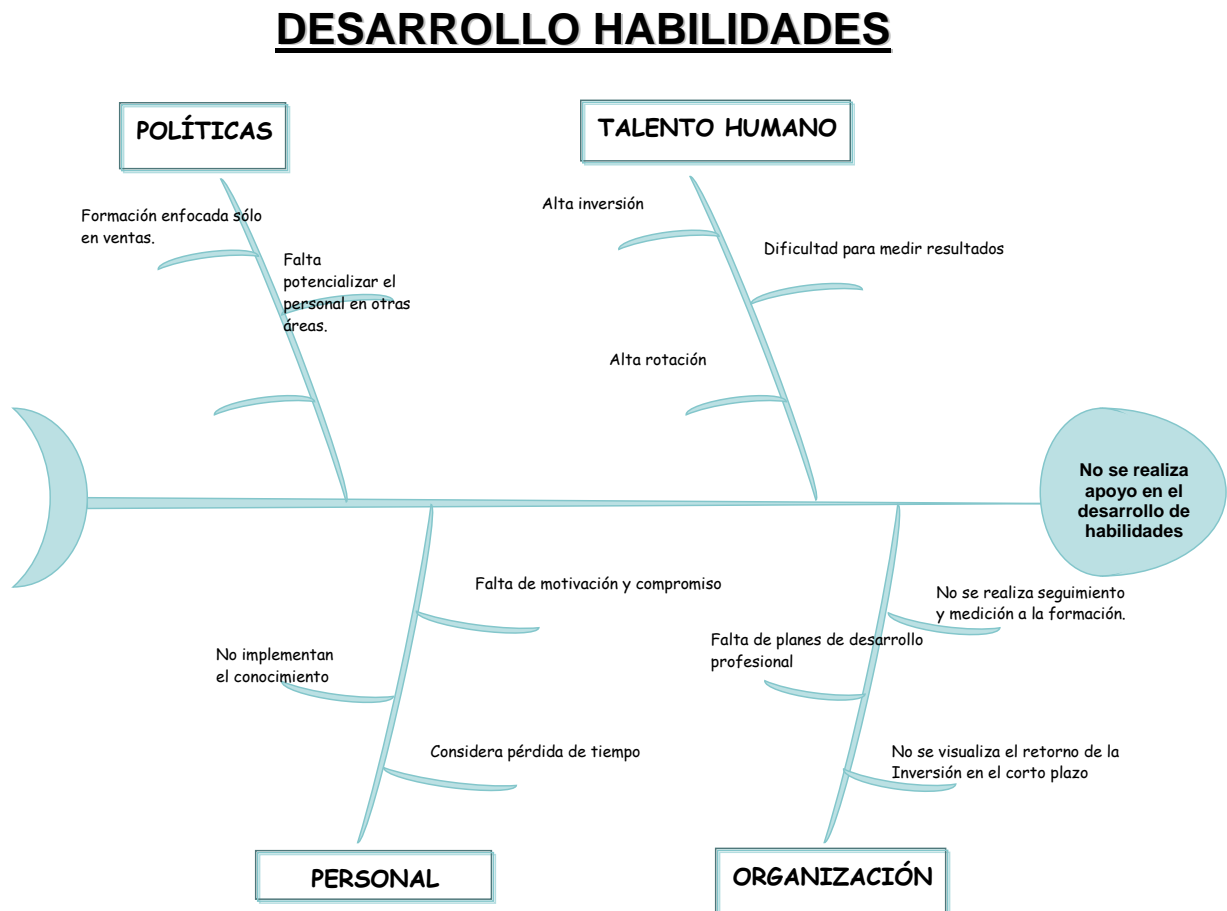 DESARROLLO HABILIDADES
POLÍTICAS
TALENTO HUMANO
Formación enfocada sólo
en ventas.
Falta
potencializar el
personal en otras
áreas.
Alta inversión
Dificultad para medir resultados
Alta rotación
No se realiza
apoyo en el
desarrollo de
habilidades
Falta de motivación y compromiso
No implementan
el conocimiento
Considera pérdida de tiempo
No se realiza seguimiento
y medición a la formación.
Falta de planes de desarrollo
profesional
No se visualiza el retorno de la
Inversión en el corto plazo
PERSONAL
ORGANIZACIÓN